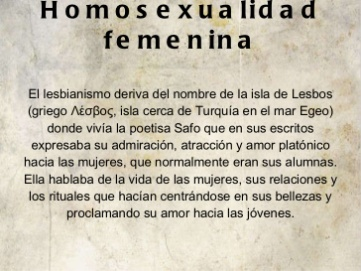 Homosexualidad
femenina
El lesbianismo deriva del nombre de la isla de Lesbos
(griego Λέσβος, isla cerca de Turquía en el mar Egeo)
donde vivía la poetisa Safo que en sus escritos
expresaba su admiración, atracción y amor platónico
hacia las mujeres, que normalmente eran sus alumnas.
Ella hablaba de la vida de las mujeres, sus relaciones y
los rituales que hacían centrándose en sus bellezas y
proclamando su amor hacia las jóvenes.